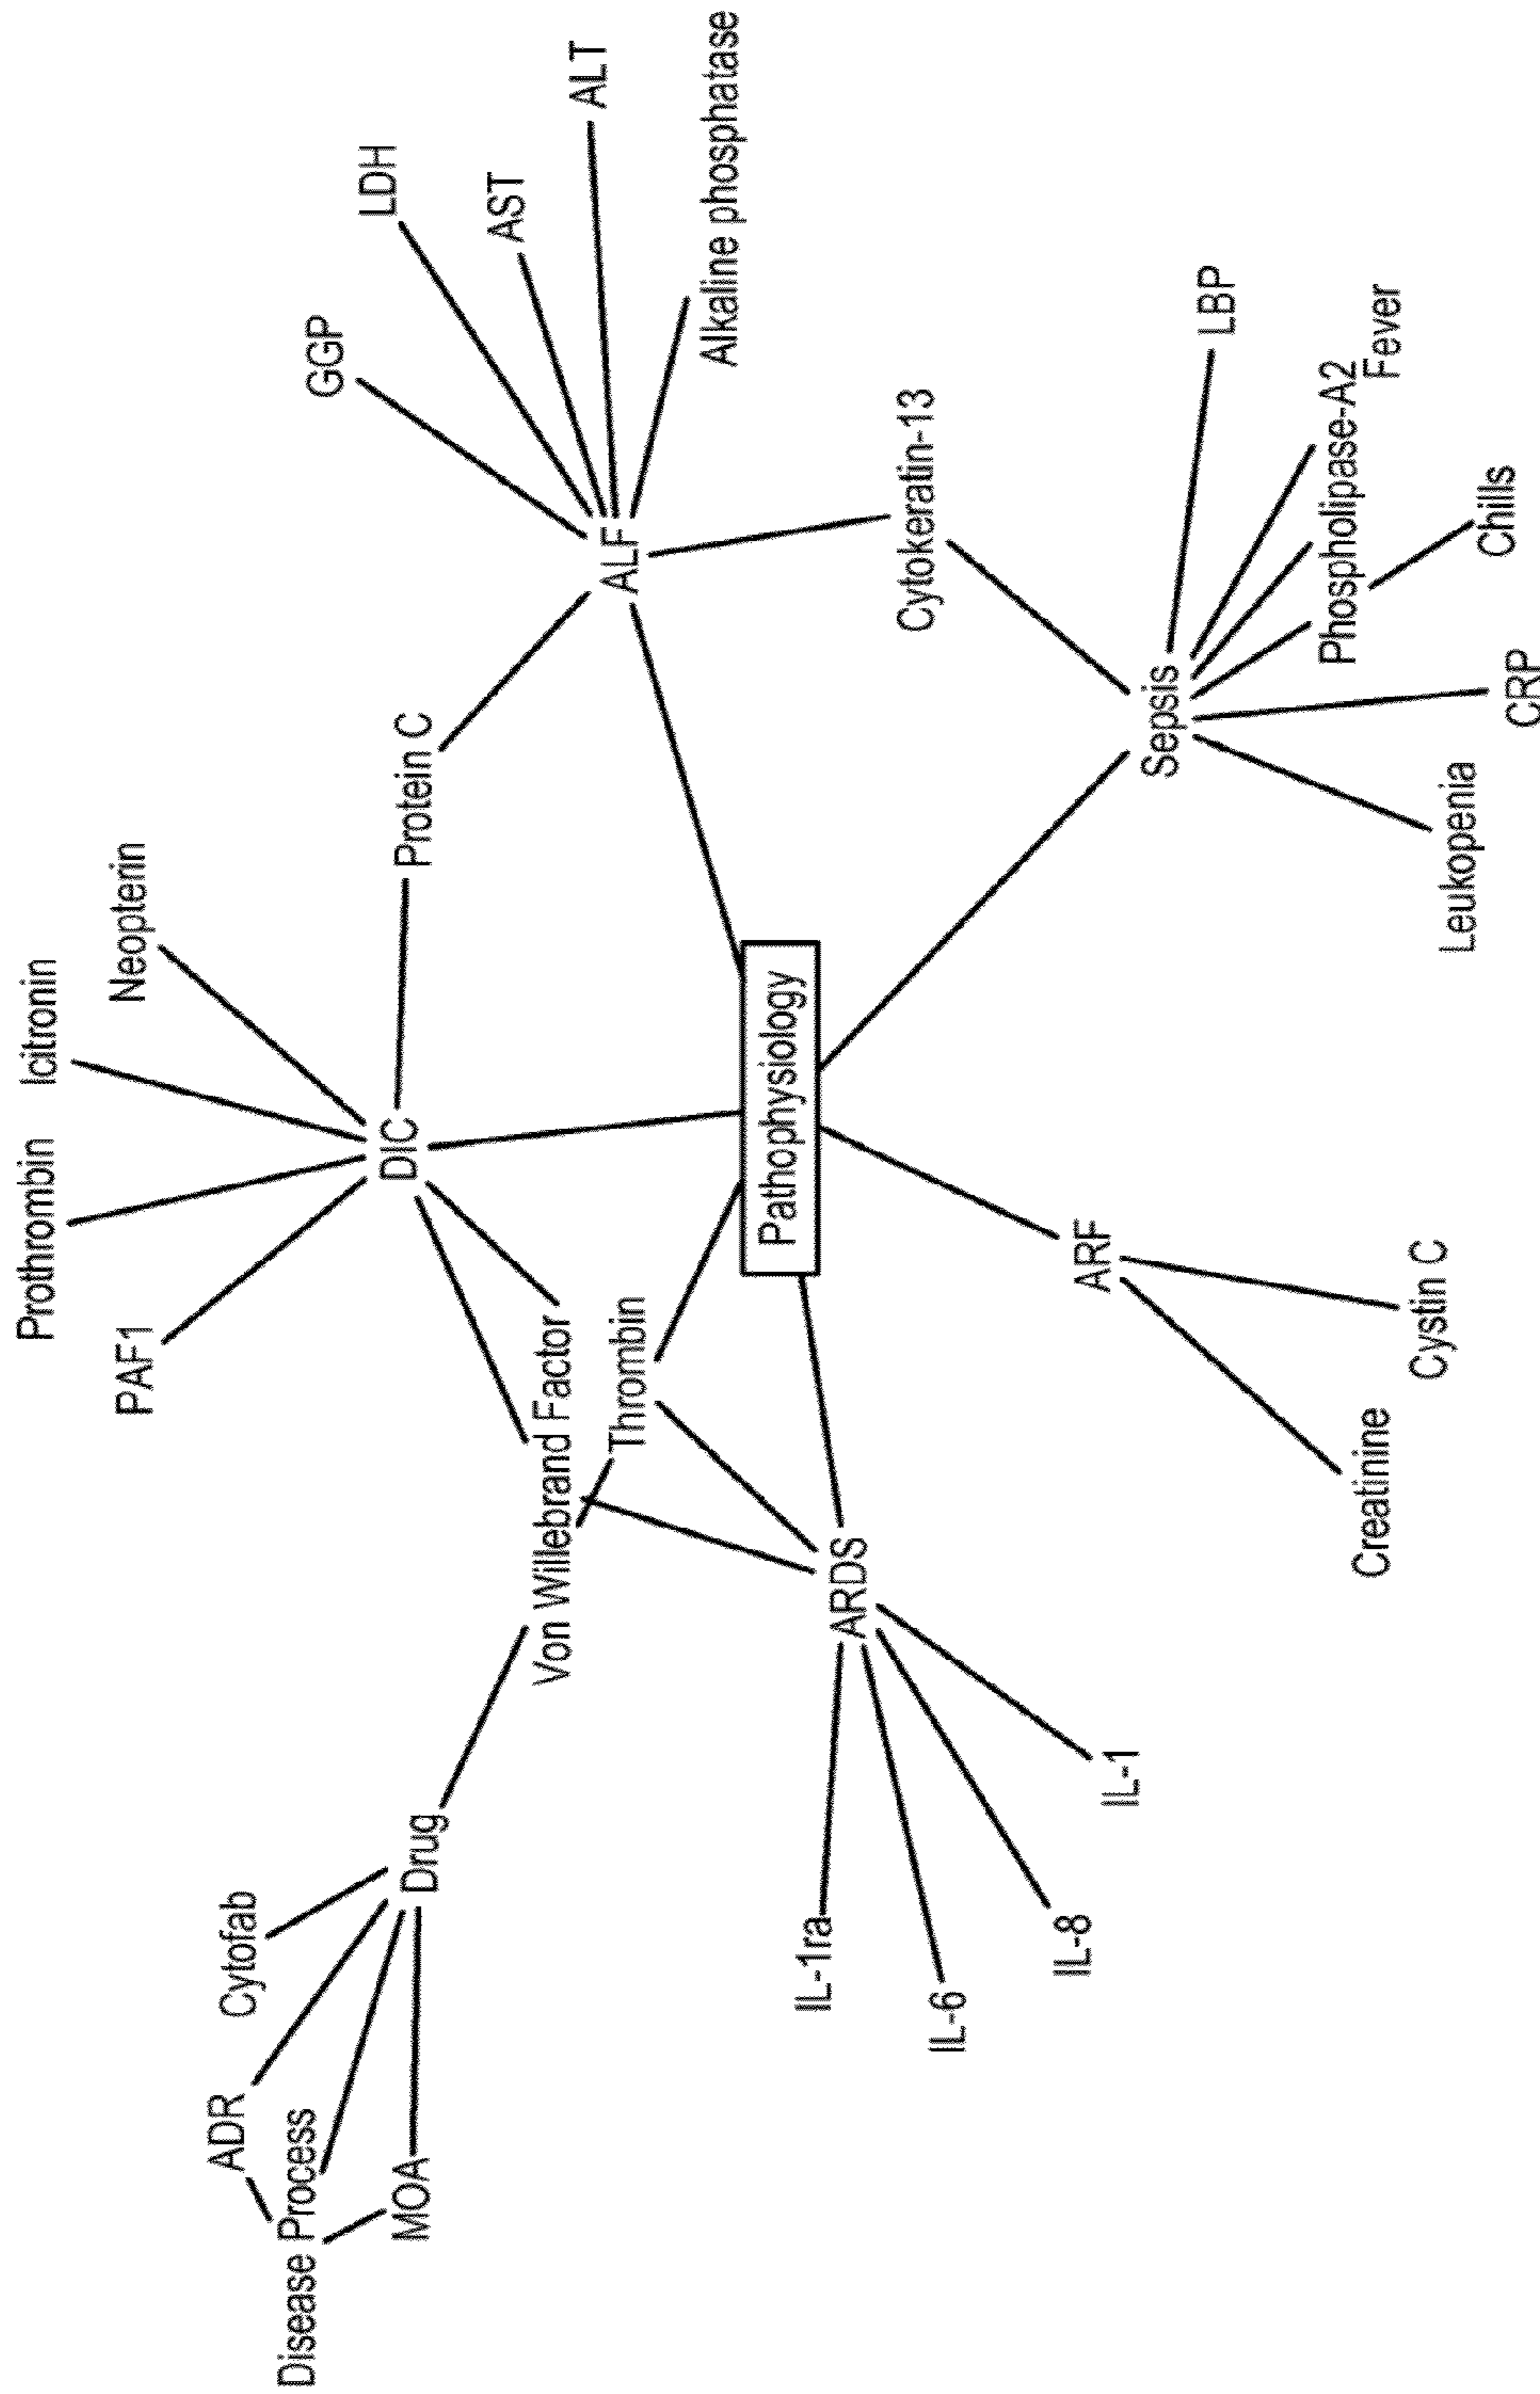 Disease Process
ADR
MOA
Cytofab
Drug
Von Willebrand Factor
Thrombin
PAF1
Prothrombin
Icitronin
Neopterin
DIC
Protein C
GGP
LDH
AST
ALT
Alkaline phosphatase
ALF
Cytokeratin-13
Pathophysiology
ARDS
IL-1ra
IL-6
IL-8
IL-1
ARF
Creatinine
Cystin C
Sepsis
LBP
Fever
Phospholipase-A2
Chills
CRP
Leukopenia